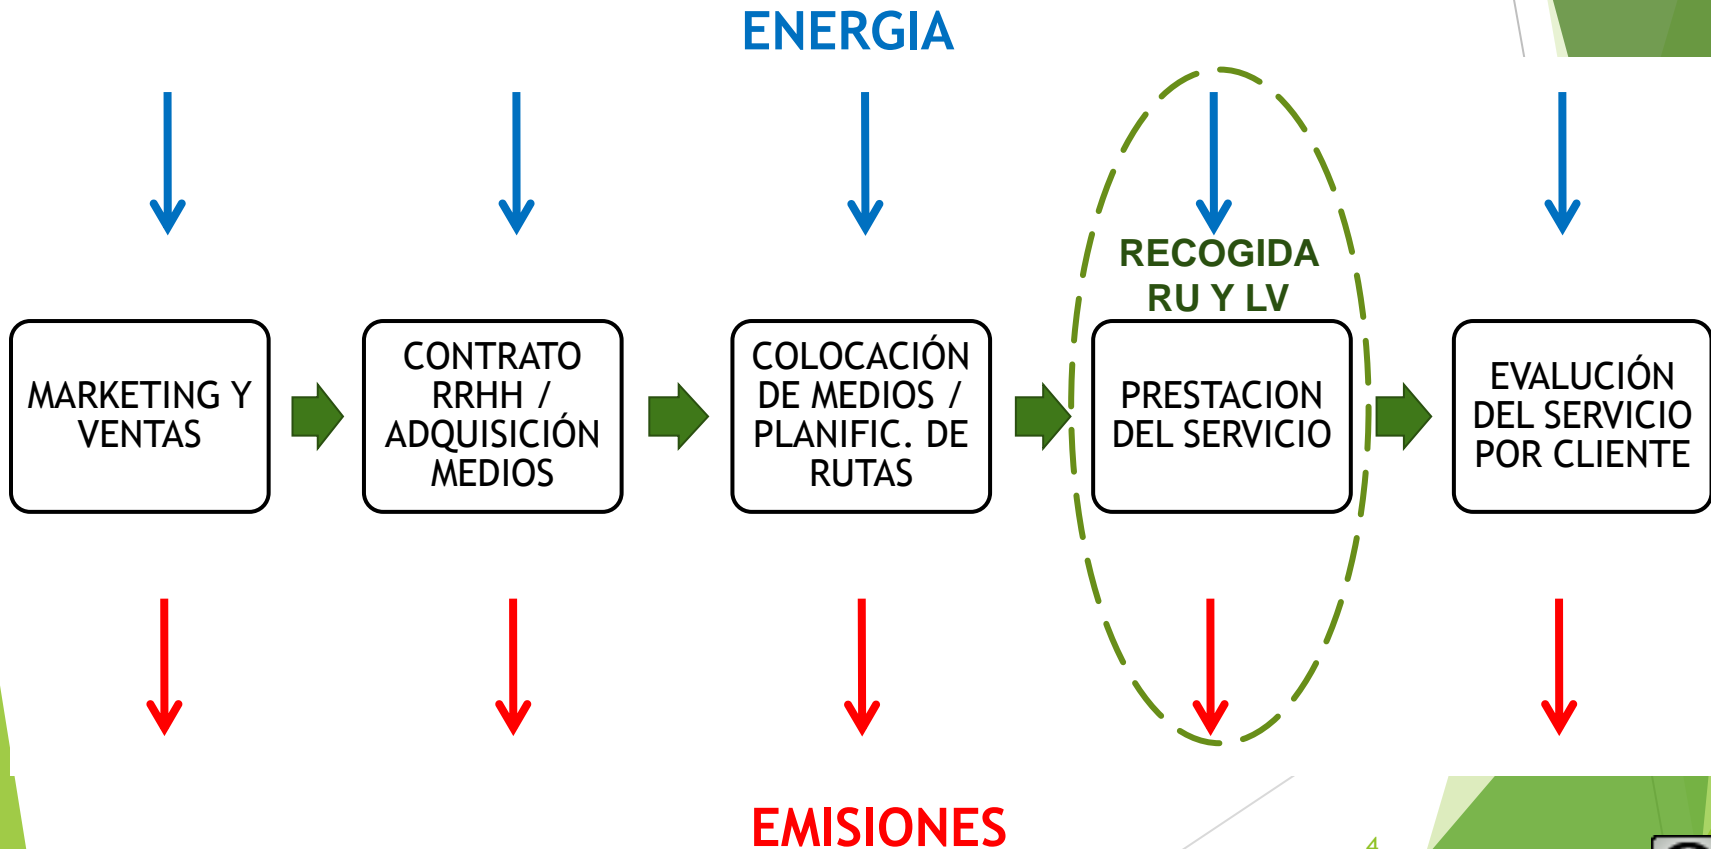 ENERGIA
RECOGIDA
RU Y LV
MARKETING Y
VENTAS
CONTRATO
RRHH /
ADQUISICIÓN
MEDIOS
COLOCACIÓN
DE MEDIOS /
PLANIFIC. DE
RUTAS
PRESTACION
DEL SERVICIO
EVALUCIÓN
DEL SERVICIO
POR CLIENTE
EMISIONES
4